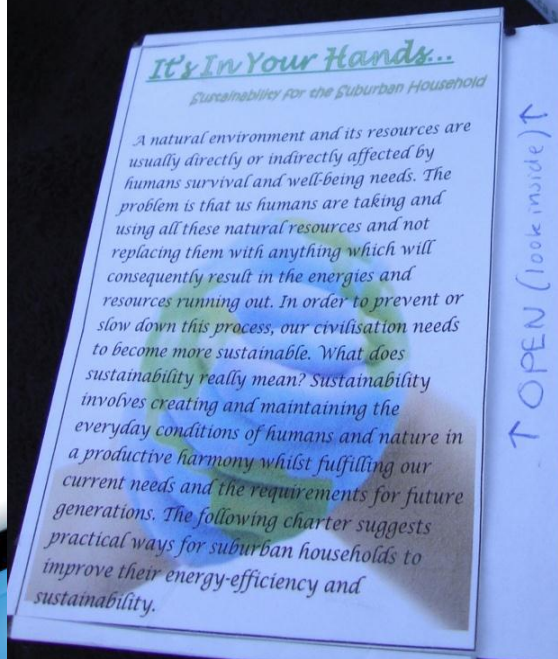 It's In Your Hands...
Sustainability for the Suburban Household
A natural environment and its resources are
usually directly or indirectly affected by
humans survival and well-being needs. The
problem is that us humans are taking and
using all these natural resources and not
replacing them with anything which will
consequently result in the energies and
resources running out. In order to prevent or
slow down this process, our civilisation needs
to become more sustainable. What does
sustainability really mean? Sustainability
involves creating and maintaining the
everyday conditions of humans and nature in
a productive harmony whilst fulfilling our
current needs and the requirements for future
generations. The following charter suggests
practical ways for suburban households to
improve their energy-efficiency and
sustainability.
↑ OPEN (look inside) ↑